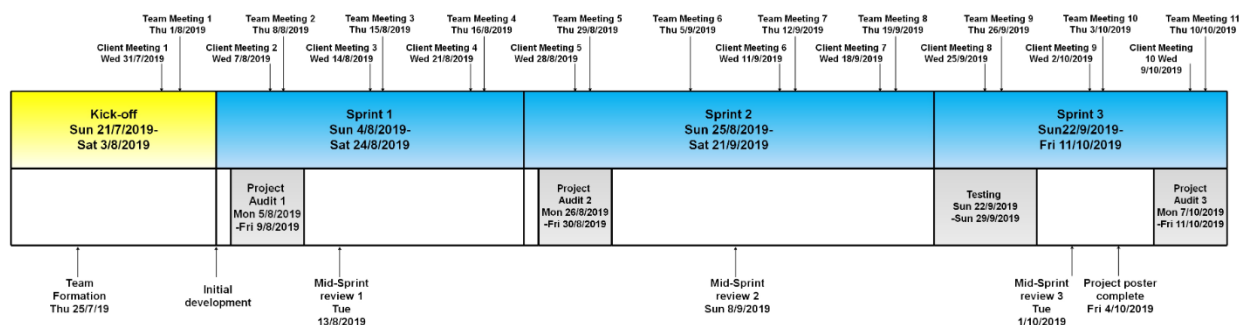 Team Meeting 1
Thu 1/8/2019
Team Meeting 2
Thu 8/8/2019
Team Meeting 3
Thu 15/8/2019
Team Meeting 4
Thu 16/8/2019
Team Meeting 5
Thu 29/8/2019
Team Meeting 6
Thu 5/9/2019
Team Meeting 7
Thu 12/9/2019
Team Meeting 8
Thu 19/9/2019
Team Meeting 9
Thu 26/9/2019
Team Meeting 10
Thu 3/10/2019
Team Meeting 11
Thu 10/10/2019
Client Meeting 1
Wed 31/7/2019
Client Meeting 2
Wed 7/8/2019
Client Meeting 3
Wed 14/8/2019
Client Meeting 4
Wed 21/8/2019
Client Meeting 5
Wed 28/8/2019
Client Meeting 6
Wed 11/9/2019
Client Meeting 7
Wed 18/9/2019
Client Meeting 8
Wed 25/9/2019
Client Meeting 9
Wed 2/10/2019
Client Meeting
10 Wed
9/10/2019
Kick-off
Sun 21/7/2019-
Sat 3/8/2019
Sprint 1
Sun 4/8/2019-
Sat 24/8/2019
Sprint 2
Sun 25/8/2019-
Sat 21/9/2019
Sprint 3
Sun22/9/2019-
Fri 11/10/2019
Project
Audit 1
Mon 5/8/2019
-Fri 9/8/2019
Project
Audit 2
Mon 26/8/2019
-Fri 30/8/2019
Testing
Sun 22/9/2019
-Sun 29/9/2019
Project
Audit 3
Mon 7/10/2019
-Fri 11/10/2019
Team
Formation
Thu 25/7/19
Initial
development
Mid-Sprint
review 1
Tue
13/8/2019
Mid-Sprint
review 2
Sun 8/9/2019
Mid-Sprint
review 3
Tue
1/10/2019
Project poster
complete
Fri 4/10/2019